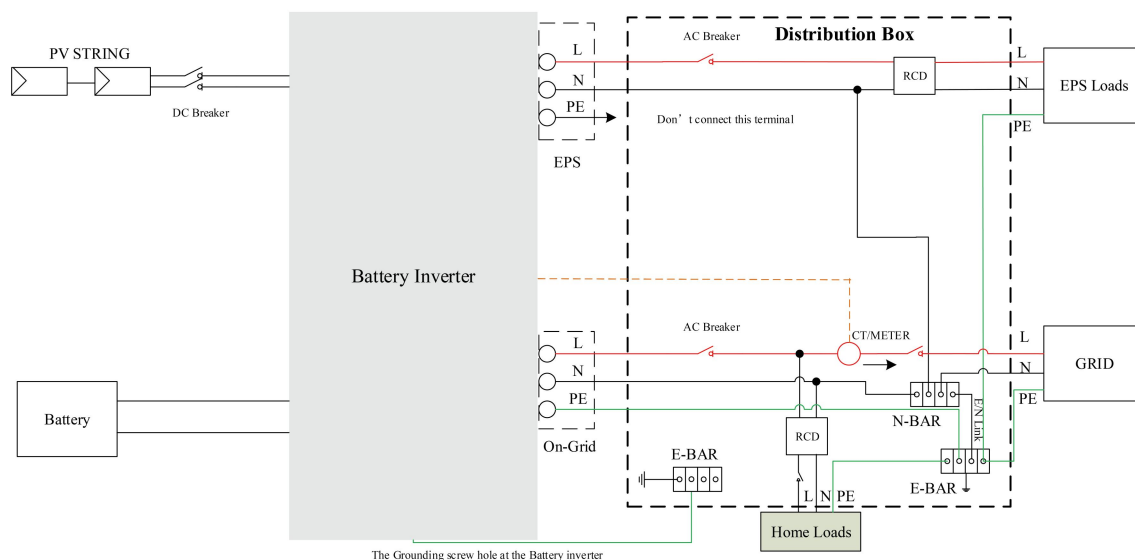 PV STRING
DC Breaker
Battery Inverter
Battery
L
N
PE
EPS
AC Breaker
Distribution Box
RCD
Don’t connect this terminal
L
N
PE
EPS Loads
L
N
PE
On-Grid
AC Breaker
CT/METER
L
N
PE
GRID
N-BAR
E/N Link
RCD
E-BAR
E-BAR
L N PE
Home Loads
The Grounding screw hole at the Battery inverter